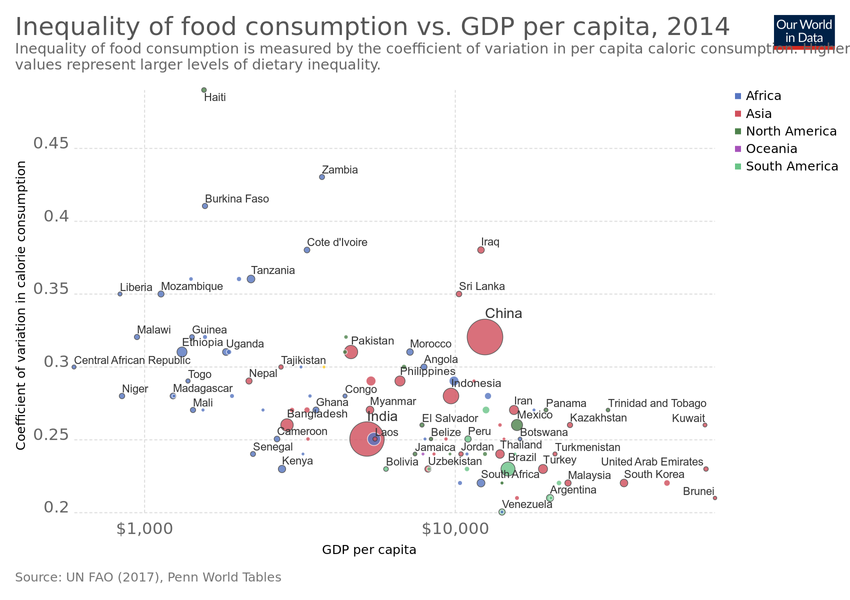 Inequality of food consumption vs. GDP per capita, 2014
Our World
in Data
Inequality of food consumption is measured by the coefficient of variation in per capita caloric consumption. Higher
values represent larger levels of dietary inequality.
Africa
Asia
North America
Oceania
South America
Coefficient of variation in calorie consumption
0.45
0.4
0.35
0.3
0.25
0.2
Haiti
Zambia
Burkina Faso
Cote d'Ivoire
Iraq
Tanzania
Liberia
Mozambique
Sri Lanka
China
Malawi
Guinea
Ethiopia
Uganda
Pakistan
Morocco
Central African Republic
Tajikistan
Angola
Togo
Nepal
Philippines
Indonesia
Niger
Madagascar
Congo
Mali
Ghana
Myanmar
Iran
Panama
Trinidad and Tobago
Bangladesh
India
El Salvador
Mexico
Kazakhstan
Kuwait
Cameroon
Laos
Belize
Peru
Botswana
Senegal
Jamaica
Jordan
Thailand
Turkmenistan
Kenya
Bolivia
Uzbekistan
Brazil
Turkey
United Arab Emirates
South Africa
Malaysia
South Korea
Argentina
Brunei
Venezuela
$1,000
$10,000
GDP per capita
Source: UN FAO (2017), Penn World Tables